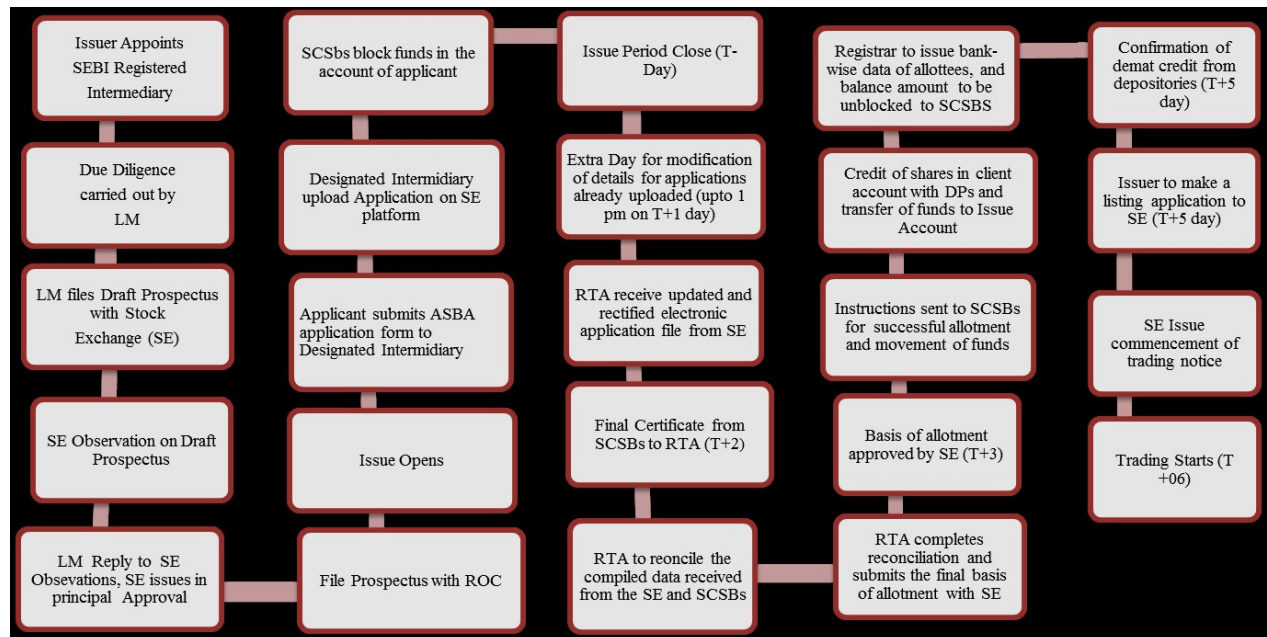 Issuer Appoints
SEBI Registered
Intermediary
Due Diligence
carried out by
LM
LM files Draft Prospectus
with Stock
Exchange (SE)
SE Observation on Draft
Prospectus
LM Reply to SE
Obsevations, SE issues in
principal Approval
File Prospectus with ROC
Issue Opens
Applicant submits ASBA
application form to
Designated Intermediary
Designated Intermidiary
upload Application on SE
platform
SCSbs block funds in the
account of applicant
Issue Period Close (T-
Day)
Extra Day for modification
of details for applications
already uploaded (upto 1
pm on T+1 day)
RTA receive updated and
rectified electronic
application file from SE
Final Certificate from
SCSBs to RTA (T+2)
RTA to reconcile the
compiled data received
from the SE and SCSBs
RTA completes
reconciliation and
submits the final basis
of allotment with SE
Basis of allotment
approved by SE (T+3)
Instructions sent to SCSBs
for successful allotment
and movement of funds
Credit of shares in client
account with DPs and
transfer of funds to Issue
Account
Registrar to issue bank-
wise data of allottees, and
balance amount to be
unblocked to SCSBS
Confirmation of
demat credit from
depositories (T+5
day)
Issuer to make a
listing application to
SE (T+5 day)
SE Issue
commencement of
trading notice
Trading Starts (T
+06)